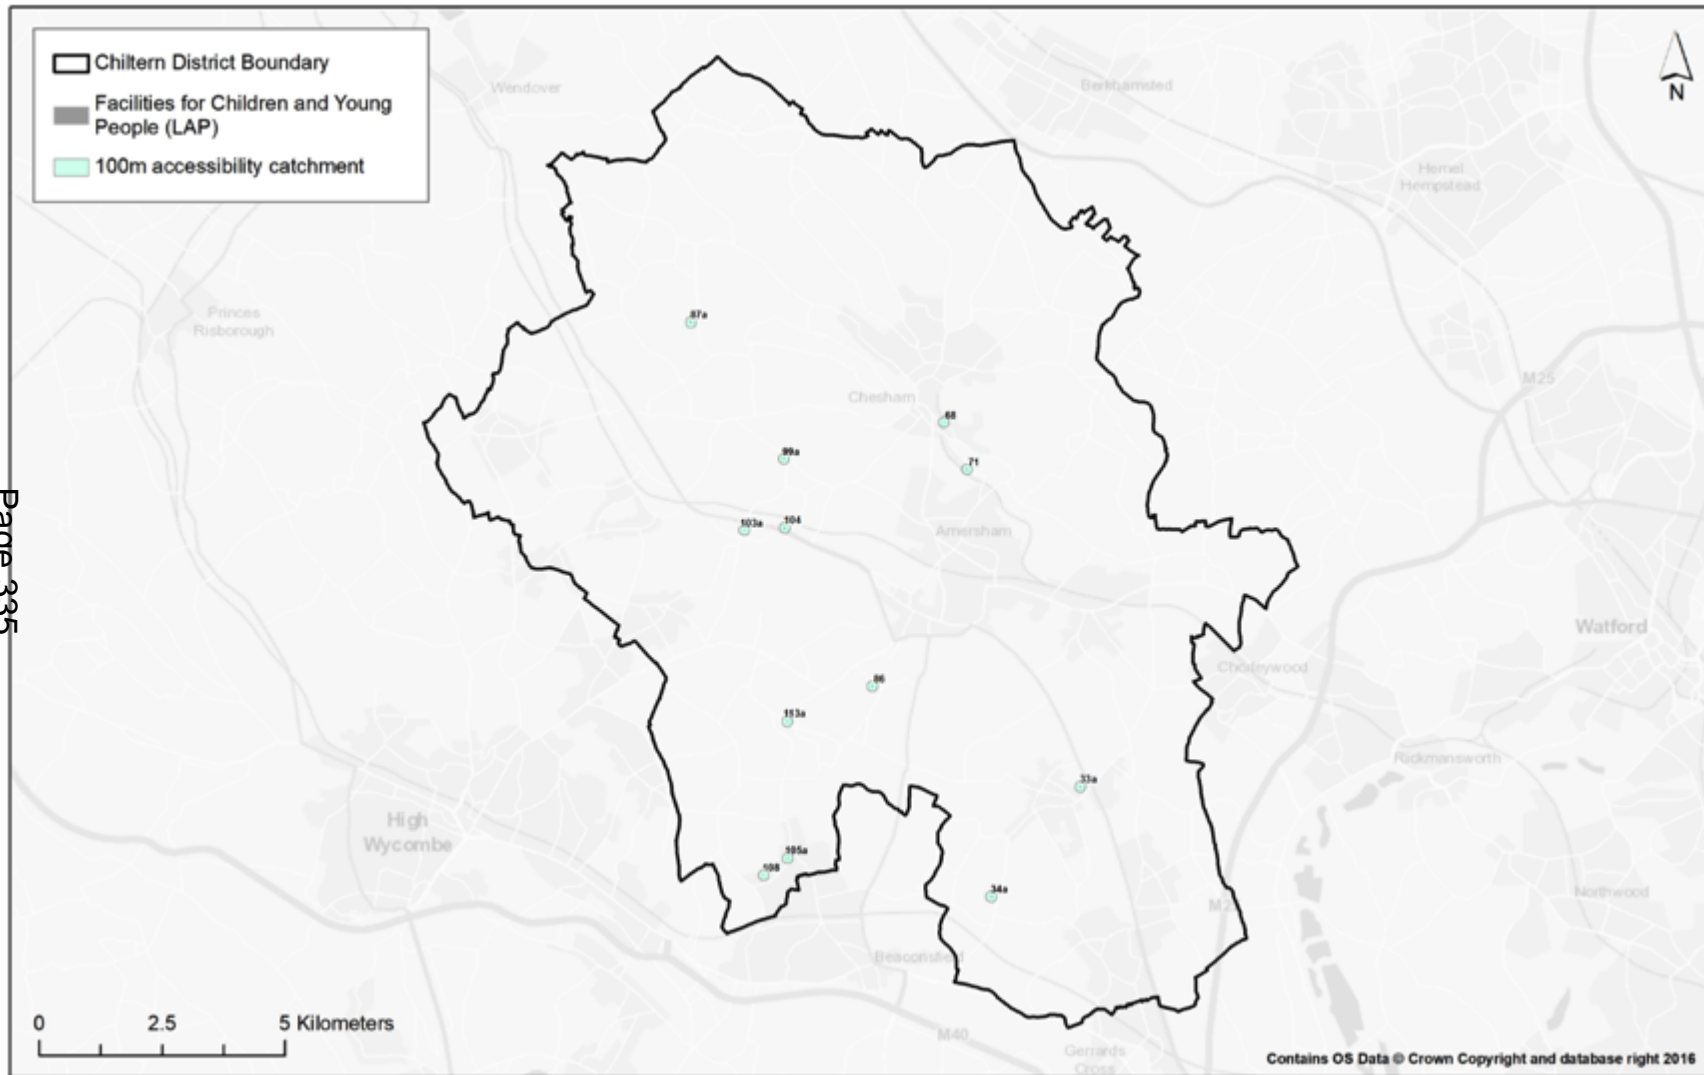 Chiltern District Boundary
Facilities for Children and Young
People (LAP)
100m accessibility catchment
N
Wendover
Berkhamsted
Hemel
Hempstead
Princes
Risborough
87a
M25
Chesham
68
99a
71
103a
104
Amersham
Watford
Chorleywood
86
153a
Rickmansworth
33a
High
Wycombe
105a
108
34a
Northwood
Beaconsfield
M40
Gerrards
Cross
0 2.5 5 Kilometers
Contains OS Data © Crown Copyright and database right 2016
Page 335